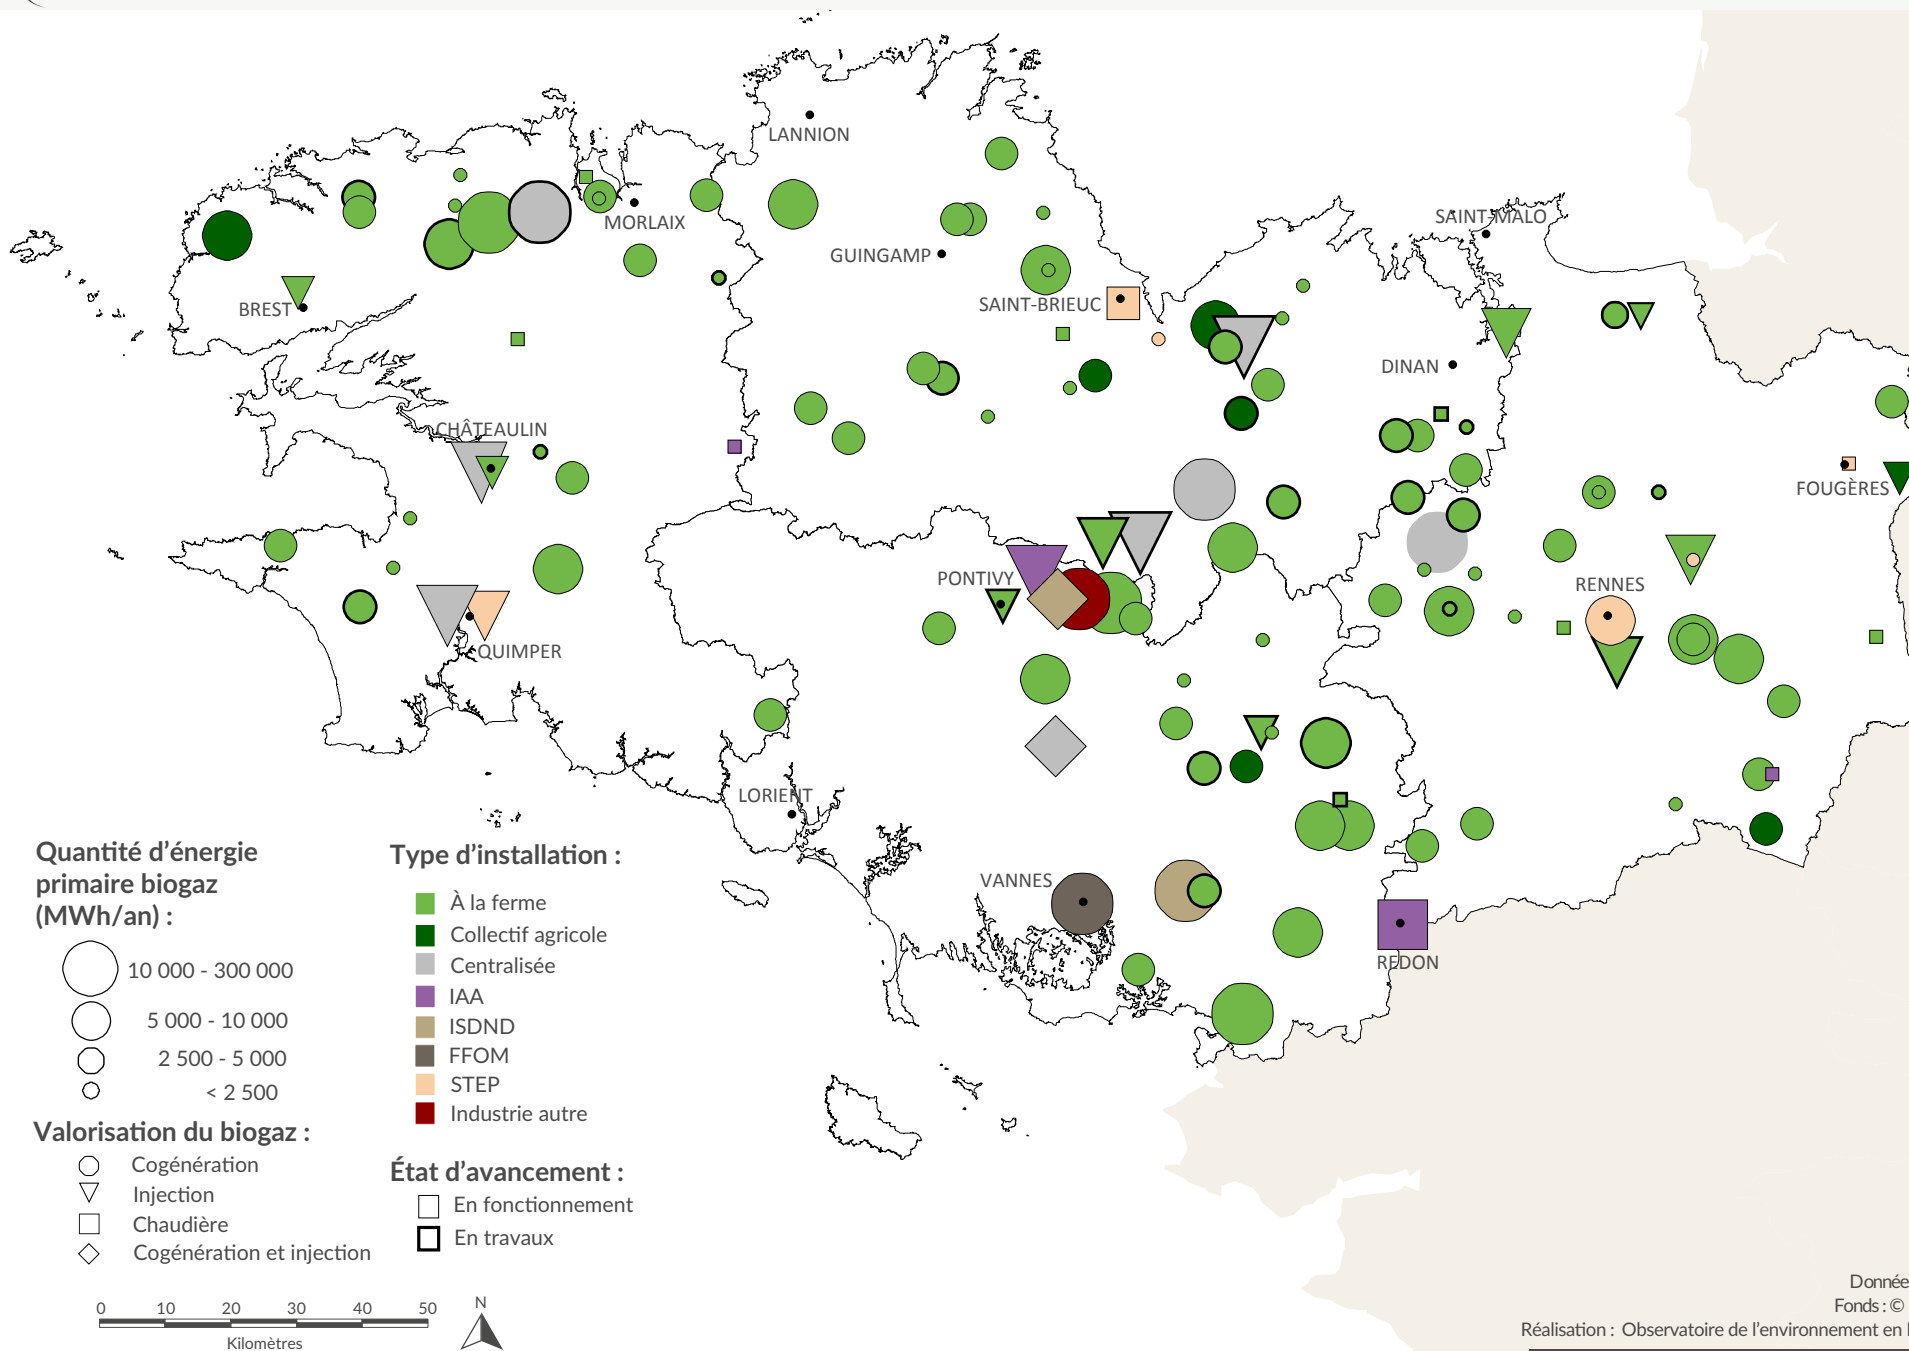 LANNION
SAINT-MALO
MORLAIX
GUINGAMP
BREST
SAINT-BRIEUC
DINAN
CHÂTEAULIN
FOUGÈRES
PONTIVY
RENNES
QUIMPER
LORIENT
VANNES
REDON
Quantité d’énergie
primaire biogaz
(MWh/an) :
10 000 - 300 000
5 000 - 10 000
2 500 - 5 000
< 2 500
Valorisation du biogaz :
Cogénération
Injection
Chaudière
Cogénération et injection
Type d’installation :
À la ferme
Collectif agricole
Centralisée
IAA
ISDND
FFOM
STEP
Industrie autre
État d’avancement :
En fonctionnement
En travaux
0 10 20 30 40 50
Kilomètres
N
Donnée
Fonds : ©
Réalisation : Observatoire de l’environnement en